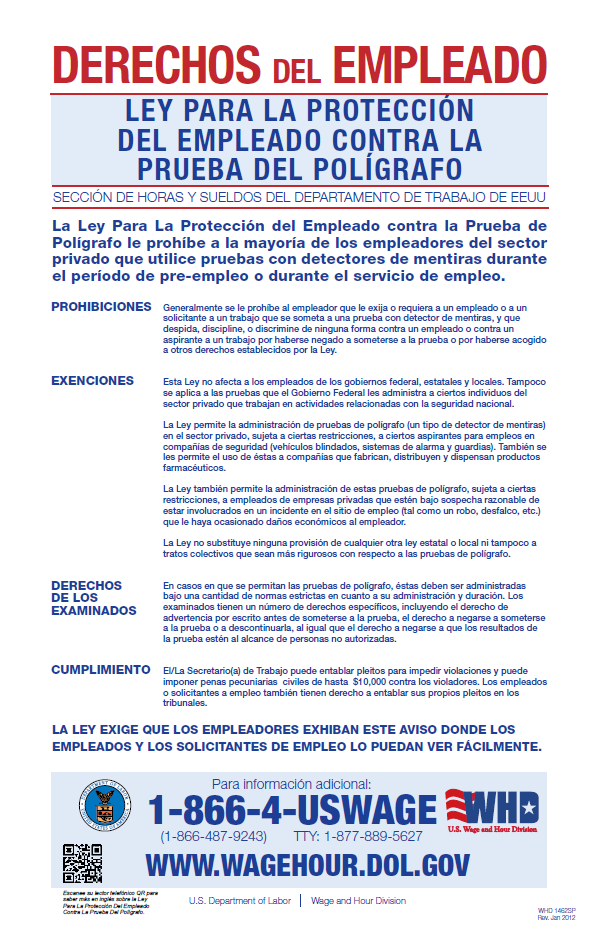 DERECHOS DEL EMPLEADO
LEY PARA LA PROTECCIÓN
DEL EMPLEADO CONTRA LA
PRUEBA DEL POLÍGRAFO
SECCIÓN DE HORAS Y SUELDOS DEL DEPARTAMENTO DE TRABAJO DE EEUU
La Ley Para La Protección del Empleado contra la Prueba de
Polígrafo le prohíbe a la mayoría de los empleadores del sector
privado que utilice pruebas con detectores de mentiras durante
el período de pre-empleo o durante el servicio de empleo.
PROHIBICIONES
Generalmente se le prohíbe al empleador que le exija o requiera a un empleado o a un
solicitante a un trabajo que se someta a una prueba con detector de mentiras, y que
despida, discipline, o discrimine de ninguna forma contra un empleado o contra un
aspirante a un trabajo por haberse negado a someterse a la prueba o por haberse acogido
a otros derechos establecidos por la Ley.
EXENCIONES
Esta Ley no afecta a los empleados de los gobiernos federal, estatales y locales. Tampoco
se aplica a las pruebas que el Gobierno Federal les administra a ciertos individuos del
sector privado que trabajan en actividades relacionadas con la seguridad nacional.
La Ley permite la administración de pruebas de polígrafo (un tipo de detector de mentiras)
en el sector privado, sujeta a ciertas restricciones, a ciertos aspirantes para empleos en
compañías de seguridad (vehículos blindados, sistemas de alarma y guardias). También se
les permite el uso de éstas a compañías que fabrican, distribuyen y dispensan productos
farmacéuticos.
La Ley también permite la administración de estas pruebas de polígrafo, sujeta a ciertas
restricciones, a empleados de empresas privadas que estén bajo sospecha razonable de
estar involucrados en un incidente en el sitio de empleo (tal como un robo, desfalco, etc.)
que le haya ocasionado daños económicos al empleador.
La Ley no substituye ninguna provisión de cualquier otra ley estatal o local ni tampoco a
tratos colectivos que sean más rigurosos con respecto a las pruebas de polígrafo.
DERECHOS
DE LOS
EXAMINADOS
En casos en que se permitan las pruebas de polígrafo, éstas deben ser administradas
bajo una cantidad de normas estrictas en cuanto a su administración y duración. Los
examinados tienen un número de derechos específicos, incluyendo el derecho de
advertencia por escrito antes de someterse a la prueba, el derecho a negarse a someterse
a la prueba o a descontinuarla, al igual que el derecho a negarse a que los resultados de
la prueba estén al alcance de personas no autorizadas.
CUMPLIMIENTO
El/La Secretario(a) de Trabajo puede entablar pleitos para impedir violaciones y puede
imponer penas pecuniarias civiles de hasta $10,000 contra los violadores. Los empleados
o solicitantes a empleo también tienen derecho a entablar sus propios pleitos en los
tribunales.
LA LEY EXIGE QUE LOS EMPLEADORES EXHIBAN ESTE AVISO DONDE LOS
EMPLEADOS Y LOS SOLICITANTES DE EMPLEO LO PUEDAN VER FÁCILMENTE.
Para información adicional:
1-866-4-USWAGE
(1-866-487-9243) TTY: 1-877-889-5627
WWW.WAGEHOUR.DOL.GOV
WHD
U.S. Wage and Hour Division
Escanee su lector telefónico QR para
saber más en inglés sobre la Ley
Para La Protección Del Empleado
Contra La Prueba Del Polígrafo.
U.S. Department of Labor | Wage and Hour Division
WHD 1462SP
Rev. Jan 2012